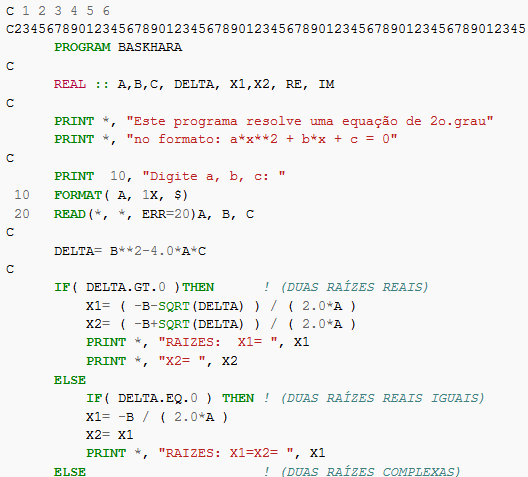 C 1 2 3 4 5 6
C2345678901234567890123456789012345678901234567890123456789012345
      PROGRAM BASKHARA
C
      REAL :: A,B,C, DELTA, X1,X2, RE, IM
C
      PRINT *, "Este programa resolve uma equação de 2o.grau"
      PRINT *, "no formato: a*x**2 + b*x + c = 0"
C
      PRINT  10, "Digite a, b, c: "
 10   FORMAT( A, 1X, $)
 20   READ(*, *, ERR=20)A, B, C
C
      DELTA= B**2-4.0*A*C
C
      IF( DELTA.GT.0 )THEN      ! (DUAS RAÍZES REAIS)
          X1= ( -B-SQRT(DELTA) ) / ( 2.0*A )
          X2= ( -B+SQRT(DELTA) ) / ( 2.0*A )
          PRINT *, "RAIZES:  X1= ", X1
          PRINT *, "X2= ", X2
      ELSE
          IF( DELTA.EQ.0 ) THEN ! (DUAS RAÍZES REAIS IGUAIS)
          X1= -B / ( 2.0*A )
          X2= X1
          PRINT *, "RAIZES: X1=X2= ", X1
      ELSE                      ! (DUAS RAÍZES COMPLEXAS)